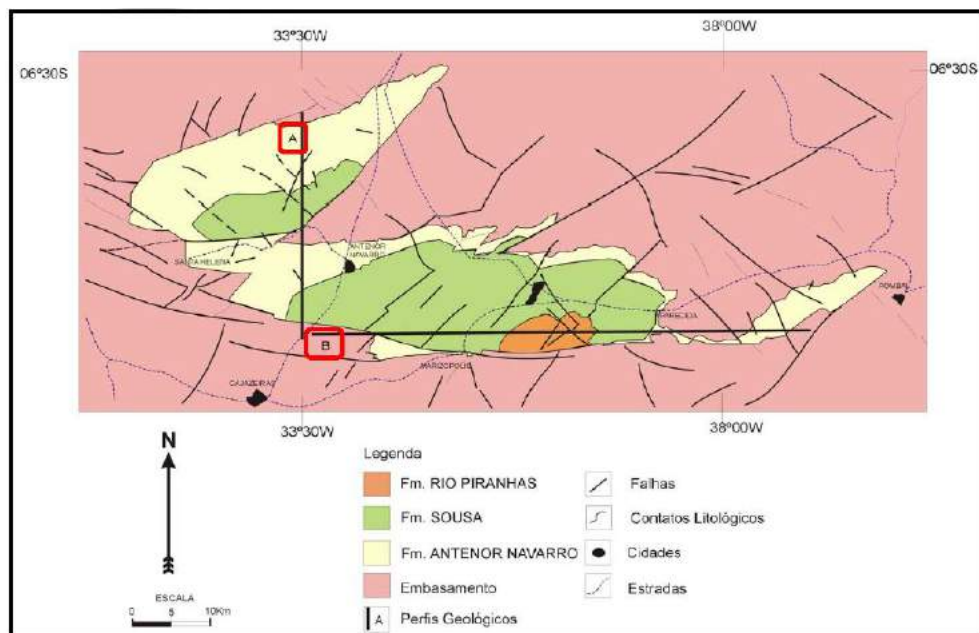 33°30W
38°00W
06°30S
06°30S
A
ANTENOR
NAVARRO
SANTA HELENA
POMBAL
APARECIDA
B
MARIZOPOLIS
CAJAZEIRAS
33°30W
38°00W
N
Legenda
Fm. RIO PIRANHAS
Falhas
Fm. SOUSA
Contatos Litológicos
Fm. ANTENOR NAVARRO
Cidades
Embasamento
Estradas
A
Perfis Geológicos
ESCALA
0 5 10Km